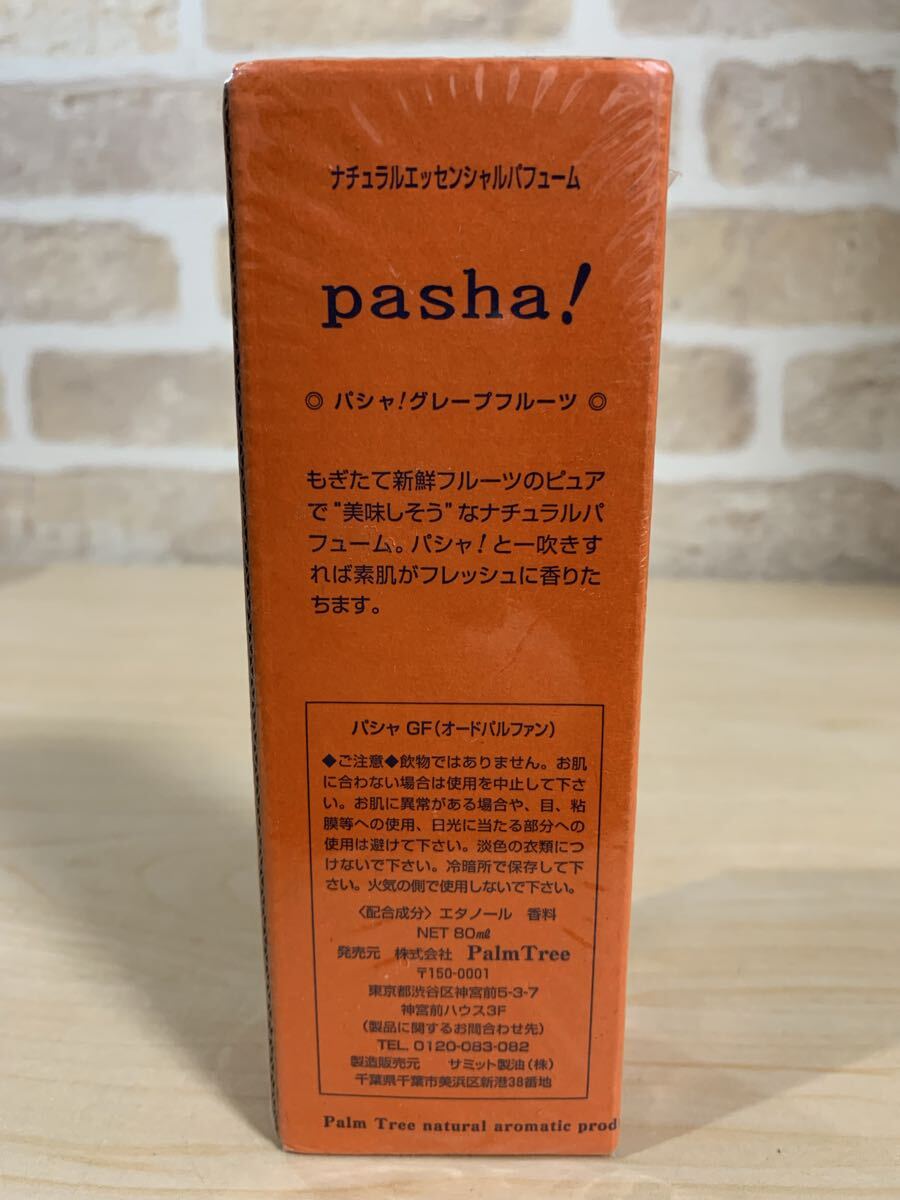 ナチュラルエッセンシャルパフューム
pasha!
◎ パシャ!グレープフルーツ ◎
もぎたて新鮮フルーツのピュア
で"美味しそう"なナチュラルパ
フューム。パシャ!と一吹きす
れば素肌がフレッシュに香りた
ちます。
パシャ GF(オードパルファン)
◆ご注意◆飲物ではありません。お肌
に合わない場合は使用を中止して下さ
い。お肌に異常がある場合や、目、粘
膜等への使用、日光に当たる部分への
使用は避けて下さい。淡色の衣類につ
けないで下さい。冷暗所で保存して下
さい。火気の側で使用しないで下さい。
〈配合成分〉エタノール 香料
NET 80㎖
発売元 株式会社 PalmTree
〒150-0001
東京都渋谷区神宮前5-3-7
神宮前ハウス3F
(製品に関するお問合わせ先)
TEL. 0120-083-082
製造販売元 サミット製油(株)
千葉県千葉市美浜区新港38番地
Palm Tree natural aromatic prod